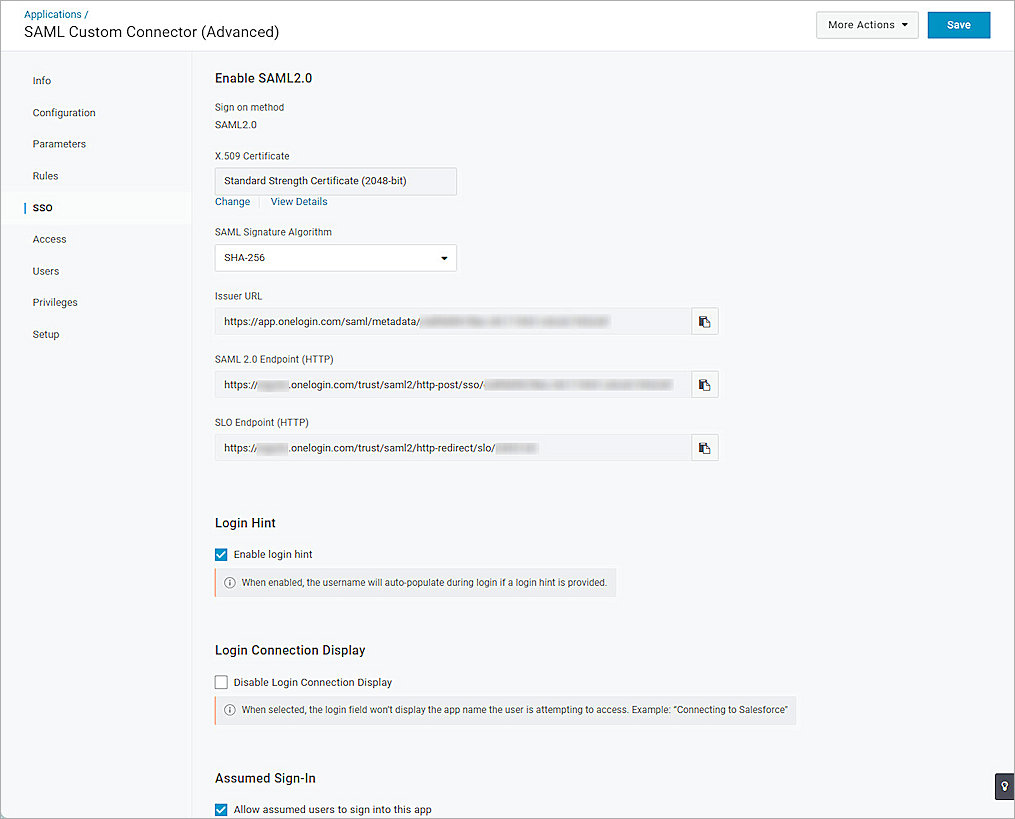 Applications /
SAML Custom Connector (Advanced)
More Actions
Save
Info
Configuration
Parameters
Rules
SSO
Access
Users
Privileges
Setup
Enable SAML2.0
Sign on method
SAML2.0
X.509 Certificate
Standard Strength Certificate (2048-bit)
Change
View Details
SAML Signature Algorithm
SHA-256
Issuer URL
https://app.onelogin.com/saml/metadata/
SAML 2.0 Endpoint (HTTP)
https:// .onelogin.com/trust/saml2/http-post/sso/
SLO Endpoint (HTTP)
https:// .onelogin.com/trust/saml2/http-redirect/slo/
Login Hint
Enable login hint
When enabled, the username will auto-populate during login if a login hint is provided.
Login Connection Display
Disable Login Connection Display
When selected, the login field won't display the app name the user is attempting to access. Example: “Connecting to Salesforce”
Assumed Sign-In
Allow assumed users to sign into this app